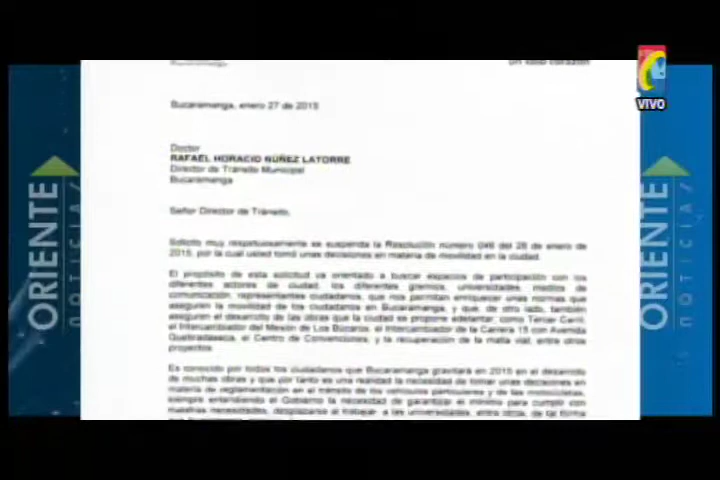 Bucaramanga
un solo corazón
VIVO
Bucaramanga, enero 27 de 2015
Doctor
RAFAEL HORACIO NÚÑEZ LATORRE
Director de Tránsito Municipal
Bucaramanga
Señor Director de Tránsito,
Solicito muy respetuosamente se suspenda la Resolución número 046 del 26 de enero de
2015, por la cual usted tomó unas decisiones en materia de movilidad en la ciudad.
El propósito de esta solicitud va orientado a buscar espacios de participación con los
diferentes actores de ciudad, los diferentes gremios, universidades, medios de
comunicación, representantes ciudadanos, que nos permitan enriquecer unas normas que
aseguren la movilidad de los ciudadanos en Bucaramanga, y que, de otro lado, también
aseguren el desarrollo de las obras que la ciudad se propone adelantar, como Tercer Carril,
el Intercambiador del Mesón de Los Búcaros, el Intercambiador de la Carrera 15 con Avenida
Quebradaseca, el Centro de Convenciones, y la recuperación de la malla vial, entre otros
proyectos.
Es conocido por todos los ciudadanos que Bucaramanga gravitará en 2015 en el desarrollo
de muchas obras y que por tanto es una realidad la necesidad de tomar unas decisiones en
materia de reglamentación en el tránsito de los vehículos particulares y de las motocicletas,
siempre entendiendo el Gobierno la necesidad de garantizar el mínimo para cumplir con
nuestras necesidades, desplazarse al trabajar, a las universidades, entre otros, de tal forma
ORIENTE
NOTICIAS
ORIENTE
NOTICIAS